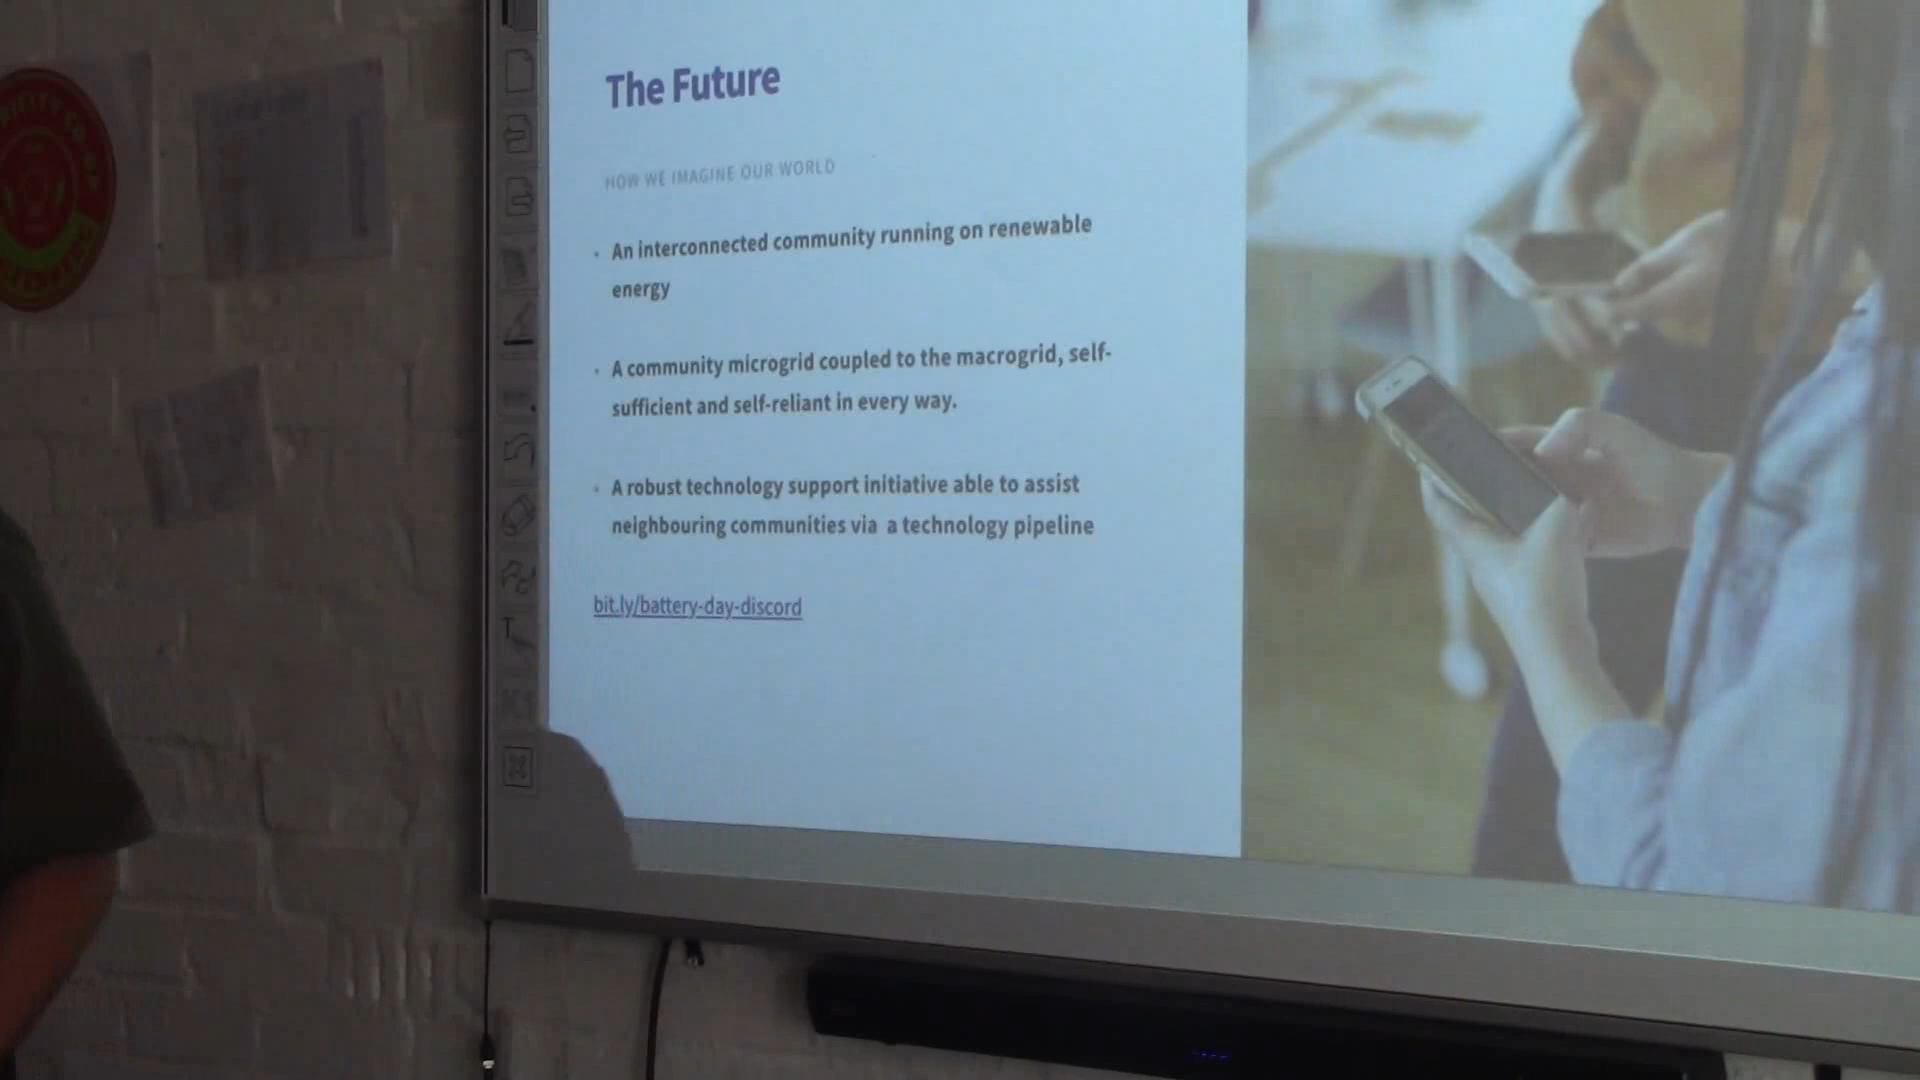 The Future
HOW WE IMAGINE OUR WORLD
An interconnected community running on renewable
energy
A community microgrid coupled to the macrogrid, self-
sufficient and self-reliant in every way.
A robust technology support initiative able to assist
neighbouring communities via a technology pipeline
bit.ly/battery-day-discord
T